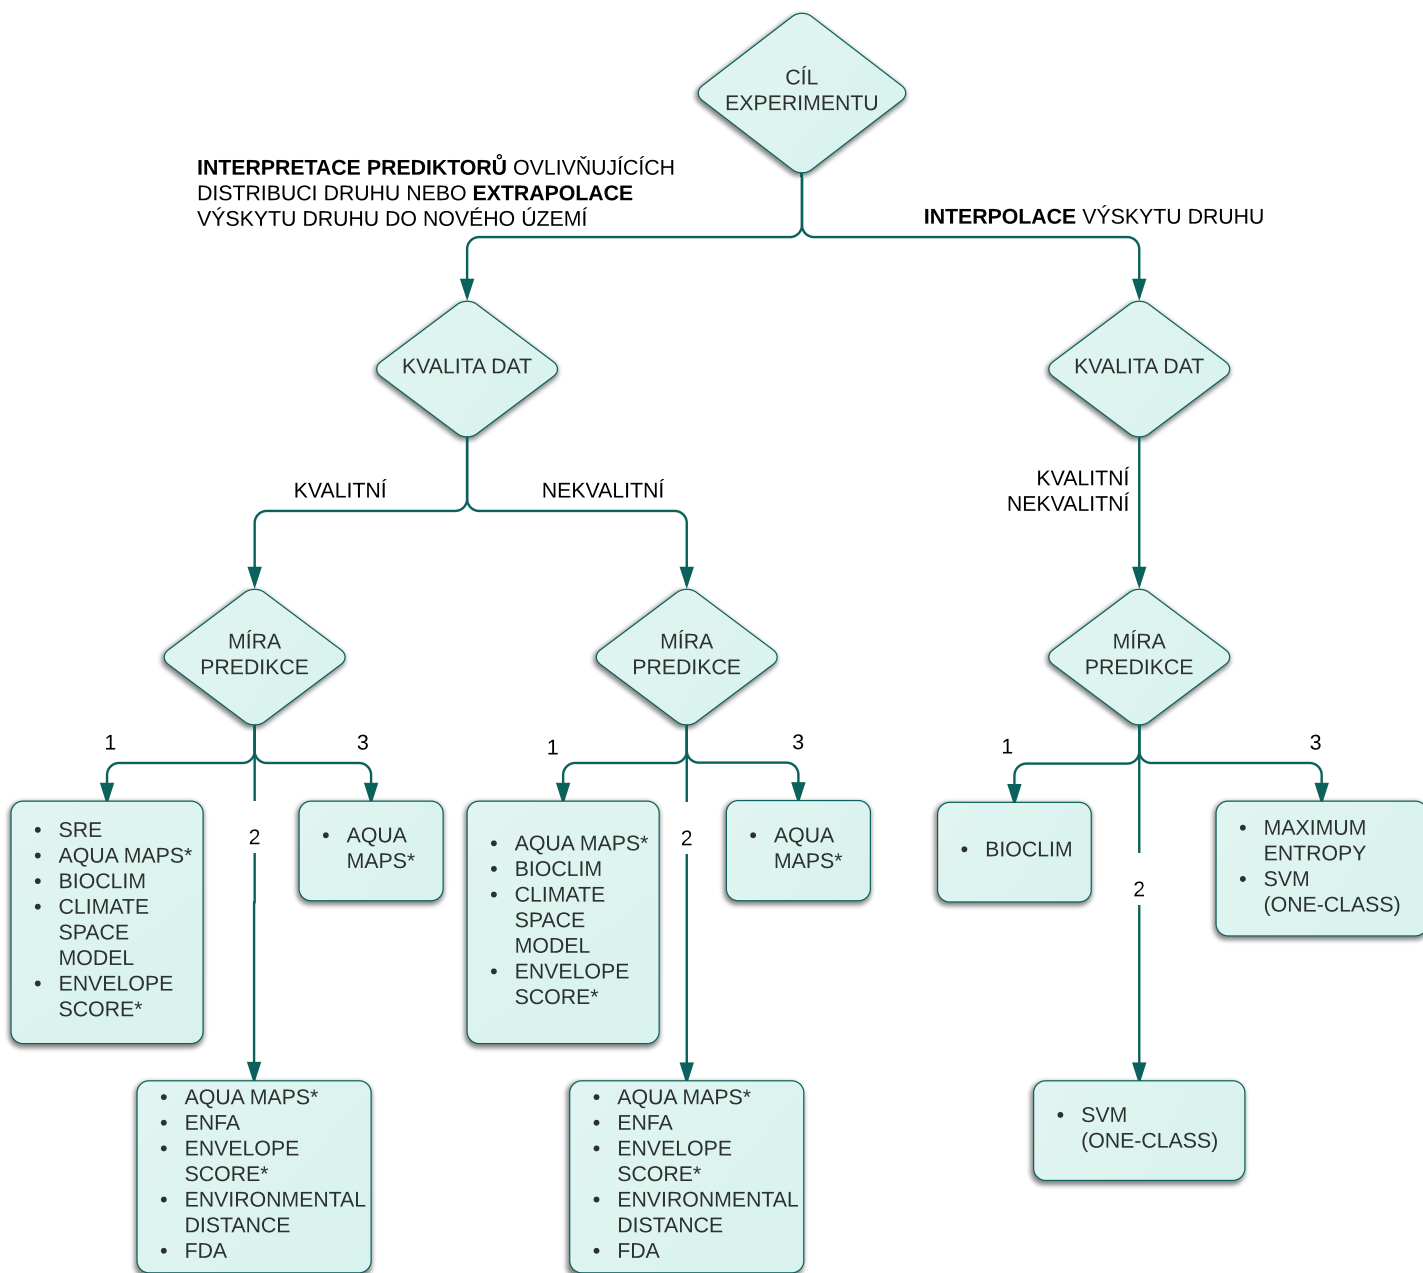 CÍL
EXPERIMENTU
INTERPRETACE PREDIKTORŮ OVLIVŇUJÍCÍCH
DISTRIBUCI DRUHU NEBO EXTRAPOLACE
VÝSKYTU DRUHU DO NOVÉHO ÚZEMÍ
INTERPOLACE VÝSKYTU DRUHU
KVALITA DAT
KVALITA DAT
KVALITNÍ
NEKVALITNÍ
KVALITNÍ
NEKVALITNÍ
MÍRA
PREDIKCE
MÍRA
PREDIKCE
MÍRA
PREDIKCE
1
3
1
3
1
3
• SRE
• AQUA MAPS*
• BIOCLIM
• CLIMATE
SPACE
MODEL
• ENVELOPE
SCORE*
2
• AQUA
MAPS*
• AQUA MAPS*
• BIOCLIM
• CLIMATE
SPACE
MODEL
• ENVELOPE
SCORE*
2
• AQUA
MAPS*
• BIOCLIM
2
• MAXIMUM
ENTROPY
• SVM
(ONE-CLASS)
• AQUA MAPS*
• ENFA
• ENVELOPE
SCORE*
• ENVIRONMENTAL
DISTANCE
• FDA
• AQUA MAPS*
• ENFA
• ENVELOPE
SCORE*
• ENVIRONMENTAL
DISTANCE
• FDA
• SVM
(ONE-CLASS)